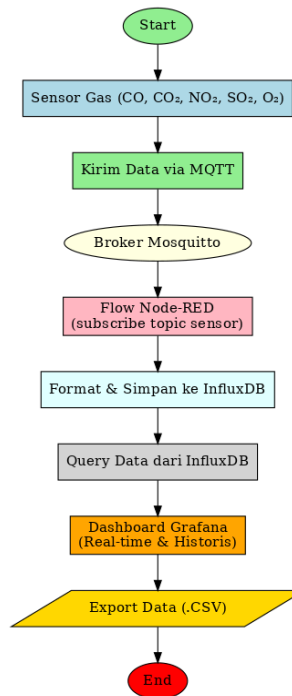 Start
Sensor Gas (CO, CO₂, NO₂, SO₂, O₂)
Kirim Data via MQTT
Broker Mosquitto
Flow Node-RED
(subscribe topic sensor)
Format & Simpan ke InfluxDB
Query Data dari InfluxDB
Dashboard Grafana
(Real-time & Historis)
Export Data (.CSV)
End